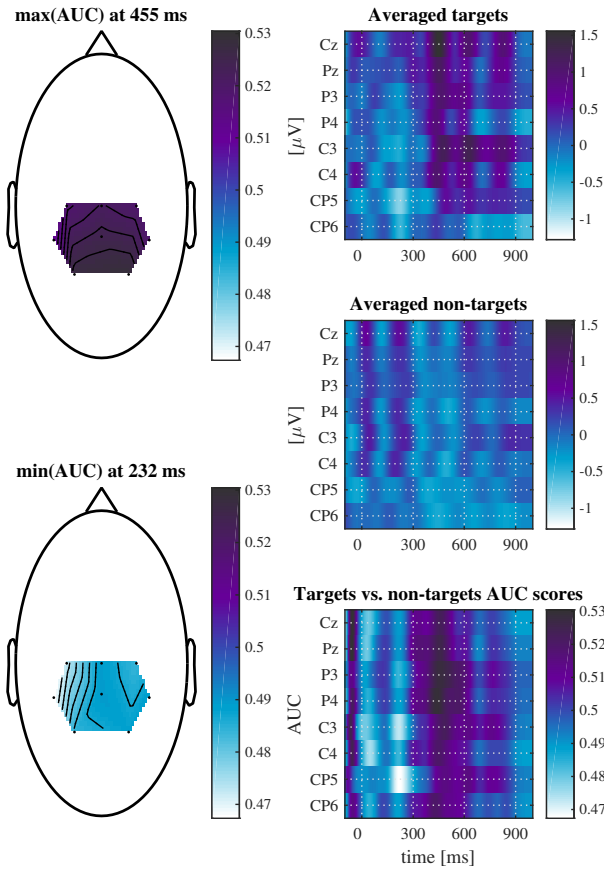 max(AUC) at 455 ms
0.53
0.52
0.51
0.5
0.49
0.48
0.47
Averaged targets
Cz
Pz
P3
P4
C3
C4
CP5
CP6
[μV]
0 300 600 900
1.5
1
0.5
0
-0.5
-1
Averaged non-targets
Cz
Pz
P3
P4
C3
C4
CP5
CP6
[μV]
0 300 600 900
1.5
1
0.5
0
-0.5
-1
min(AUC) at 232 ms
0.53
0.52
0.51
0.5
0.49
0.48
0.47
Targets vs. non-targets AUC scores
Cz
Pz
P3
P4
C3
C4
CP5
CP6
AUC
0 300 600 900
time [ms]
0.53
0.52
0.51
0.5
0.49
0.48
0.47